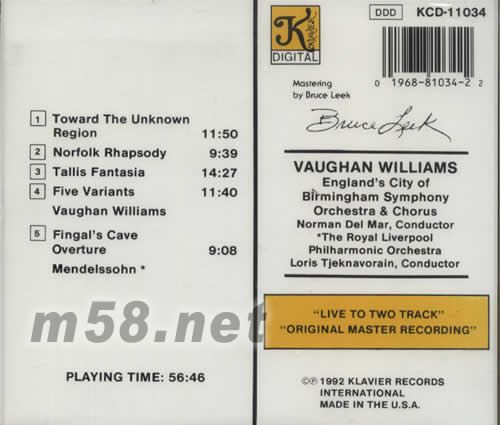 1 Toward The Unknown
Region 11:50
2 Norfolk Rhapsody 9:39
3 Tallis Fantasia 14:27
4 Five Variants 11:40
Vaughan Williams
5 Fingal's Cave
Overture 9:08
Mendelssohn *
PLAYING TIME: 56:46
K
KLAVIER
DIGITAL
DDD KCD-11034
0 1968-81034-2 2
Mastering
by Bruce Leek
Bruce Leek
VAUGHAN WILLIAMS
England's City of
Birmingham Symphony
Orchestra & Chorus
Norman Del Mar, Conductor
*The Royal Liverpool
Philharmonic Orchestra
Loris Tjeknavorain, Conductor
"LIVE TO TWO TRACK"
"ORIGINAL MASTER RECORDING"
©℗ 1992 KLAVIER RECORDS
INTERNATIONAL
MADE IN THE U.S.A.
m58.net